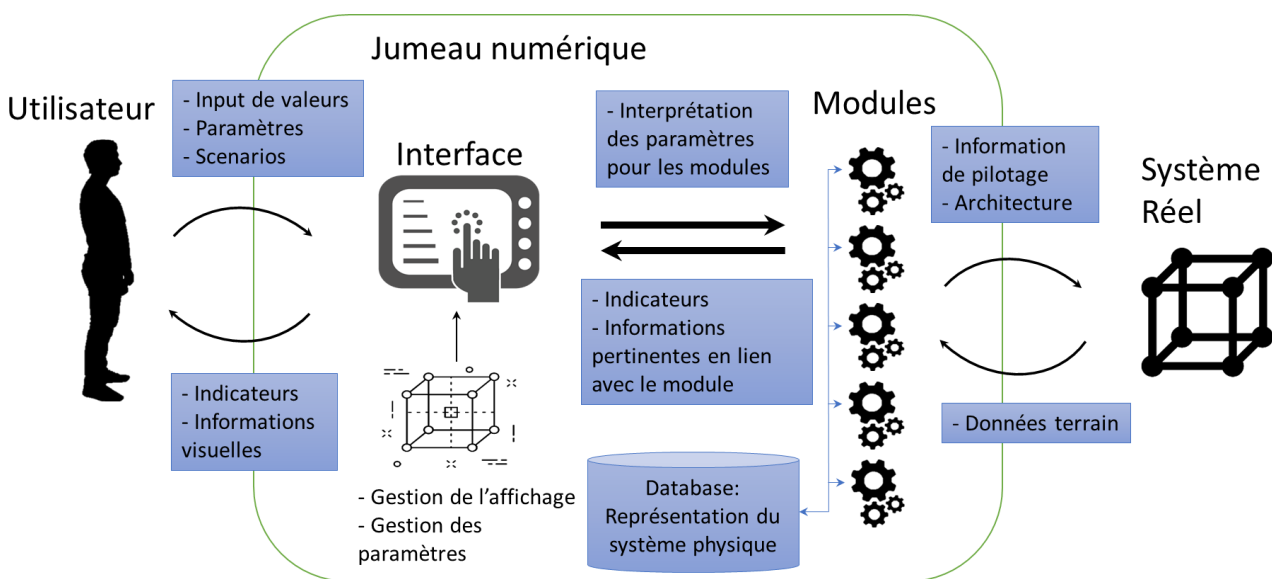 Jumeau numérique
Utilisateur
- Input de valeurs
- Paramètres
- Scenarios
Interface
- Interprétation
des paramètres
pour les modules
Modules
- Information
de pilotage
- Architecture
Système
Réel
- Indicateurs
- Informations
visuelles
- Gestion de l’affichage
- Gestion des
paramètres
- Indicateurs
- Informations
pertinentes en lien
avec le module
Database:
Représentation du
système physique
- Données terrain